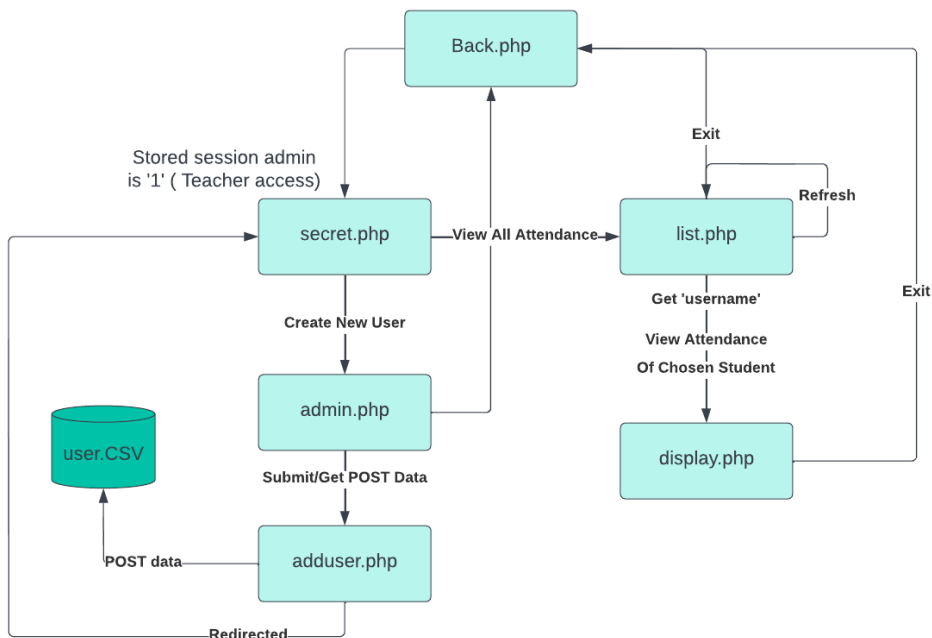 Back.php
Exit
Stored session admin
is '1' ( Teacher access)
Refresh
secret.php
View All Attendance
list.php
Exit
Get 'username'
Create New User
View Attendance
Of Chosen Student
admin.php
user.CSV
display.php
Submit/Get POST Data
POST data
adduser.php
Redirected